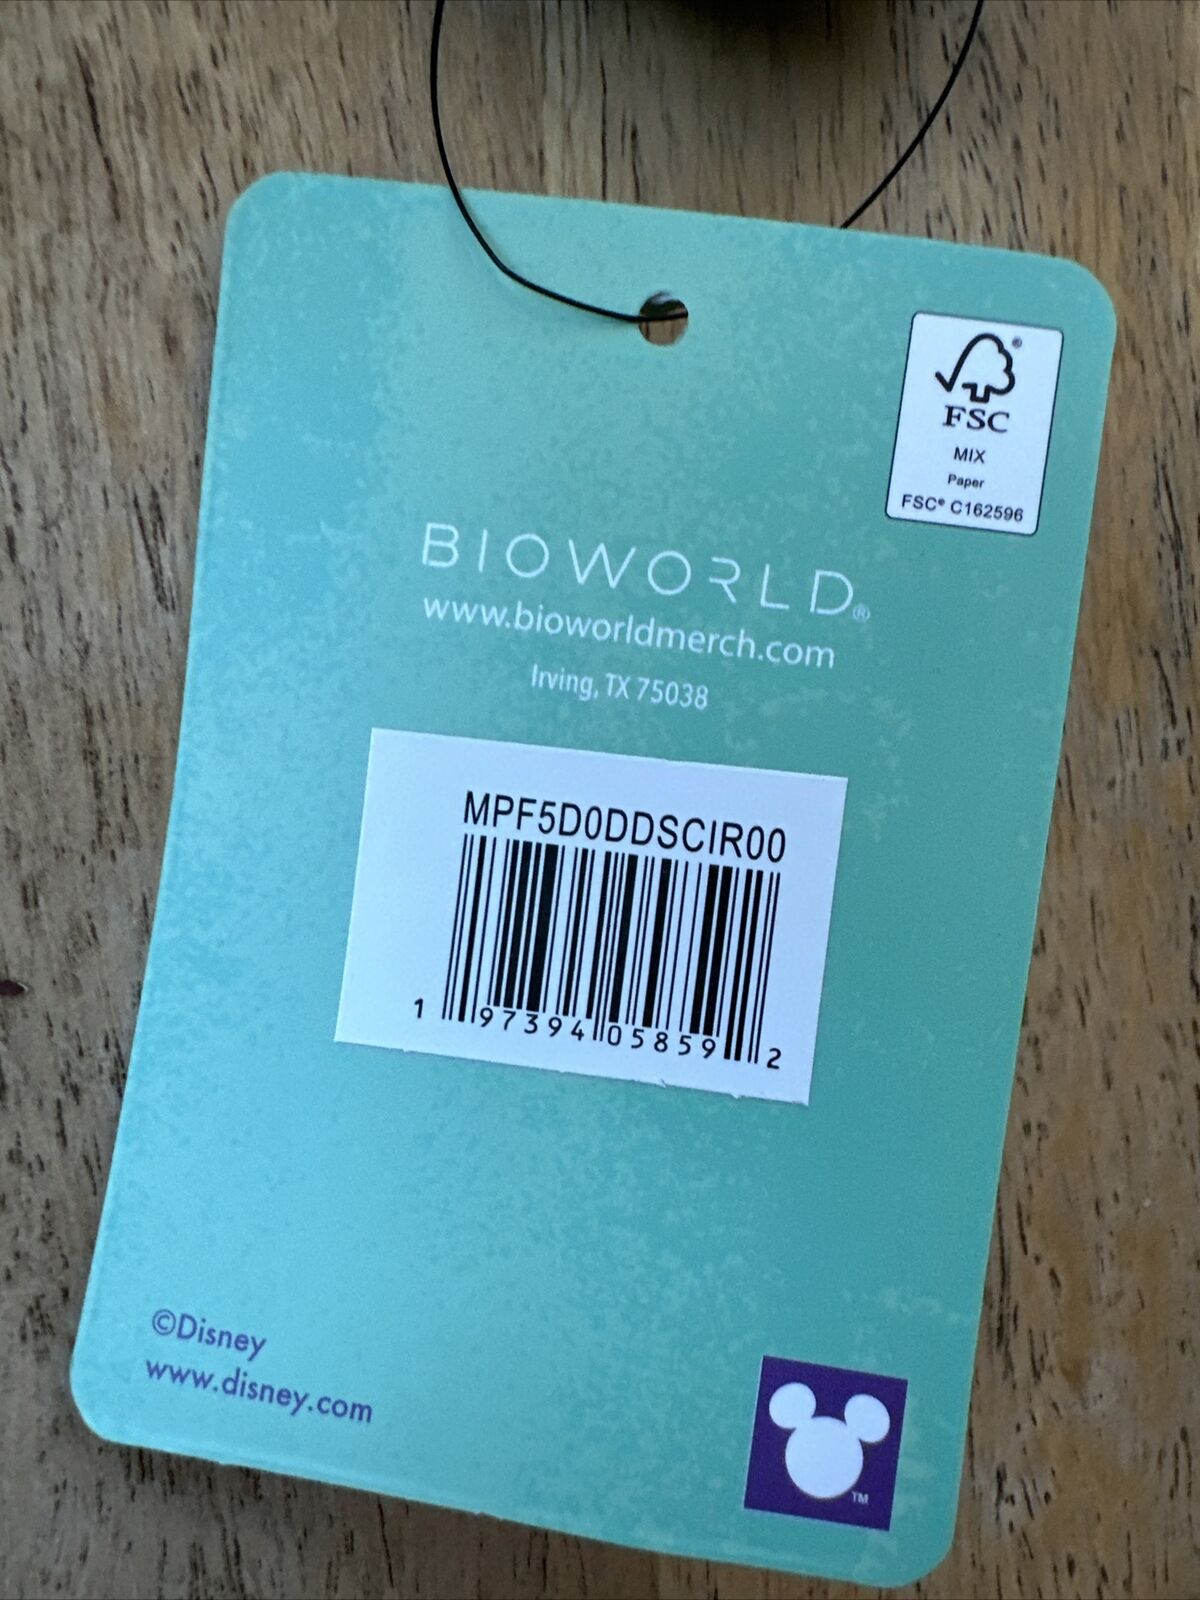 FSC®
MIX
Paper
FSC® C162596
BIOWORLD®
www.bioworldmerch.com
Irving, TX 75038
MPF5D0DDSCIR00
1 97394 05859 2
©Disney
www.disney.com
TM